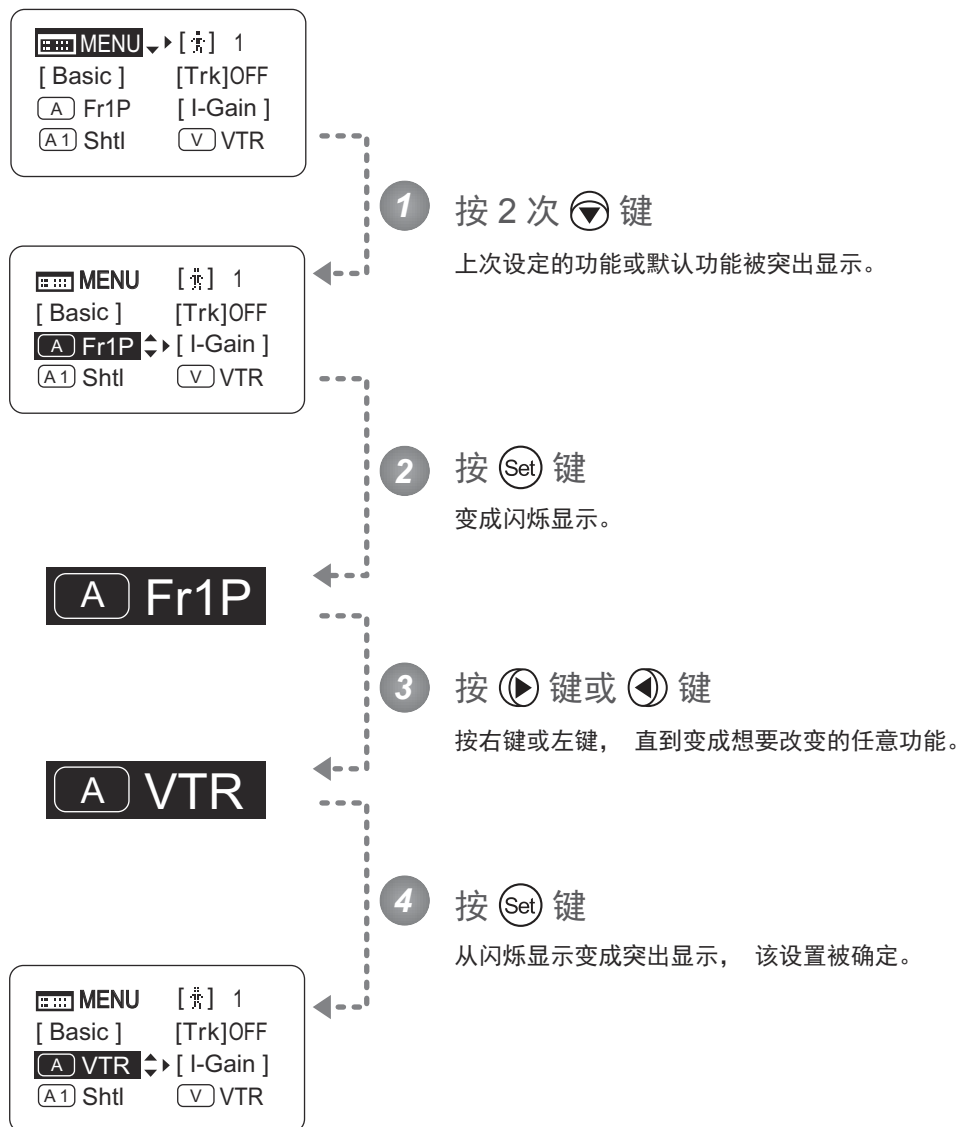 MENU [ ] 1
[ Basic ] [Trk]OFF
A Fr1P [ I-Gain ]
A1 Shtl V VTR
1 按 2 次 键
上次设定的功能或默认功能被突出显示。
MENU [ ] 1
[ Basic ] [Trk]OFF
A Fr1P [ I-Gain ]
A1 Shtl V VTR
2 按 Set 键
变成闪烁显示。
A Fr1P
3 按 键或 键
按右键或左键， 直到变成想要改变的任意功能。
A VTR
4 按 Set 键
从闪烁显示变成突出显示， 该设置被确定。
MENU [ ] 1
[ Basic ] [Trk]OFF
A VTR [ I-Gain ]
A1 Shtl V VTR